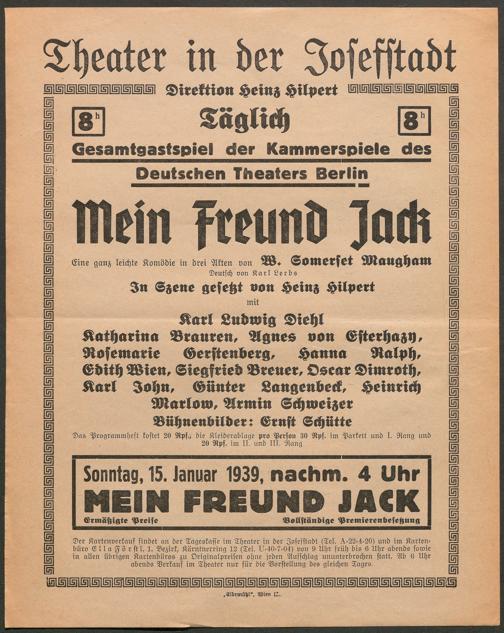 Theater in der Josefstadt
Direktion Heinz Hilpert
8h Täglich 8h
Gesamtgastspiel der Kammerspiele des
Deutschen Theaters Berlin
Mein Freund Jack
Eine ganz leichte Komödie in drei Akten von W. Somerset Maugham
Deutsch von Karl Lerbs
In Szene gesetzt von Heinz Hilpert
mit
Karl Ludwig Diehl
Katharina Brauren, Agnes von Esterhazy,
Rosemarie Gerstenberg, Hanna Ralph,
Edith Wien, Siegfried Breuer, Oscar Dimroth,
Karl John, Günter Langenbeck, Heinrich
Marlow, Armin Schweizer
Bühnenbilder: Ernst Schütte
Das Programmheft kostet 20 Rpf., die Kleiderablage pro Person 30 Rpf. im Parkett und I. Rang und
20 Rpf. im II. und III. Rang
Sonntag, 15. Januar 1939, nachm. 4 Uhr
MEIN FREUND JACK
Ermäßigte Preise Vollständige Premierenbesetzung
Der Kartenverkauf findet an der Tageskasse im Theater in der Josefstadt (Tel. A-22-4-20) und im Karten-
büro Ella Förstl, I. Bezirk, Kärntnerring 12 (Tel. U-40-7-04) von 9 Uhr früh bis 6 Uhr abends sowie
in allen übrigen Kartenbüros zu Originalpreisen ohne jeden Aufschlag ununterbrochen statt. Ab 6 Uhr
abends Verkauf im Theater nur für die Vorstellung des gleichen Tages.
„Elbemühl“, Wien